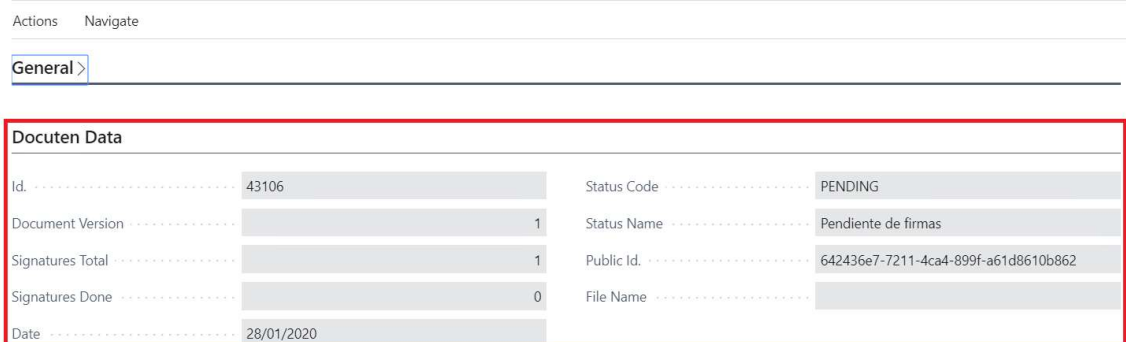 Actions Navigate
General >
Docuten Data
Id. 43106 Status Code PENDING
Document Version 1 Status Name Pendiente de firmas
Signatures Total 1 Public Id. 642436e7-7211-4ca4-899f-a61d8610b862
Signatures Done 0 File Name
Date 28/01/2020